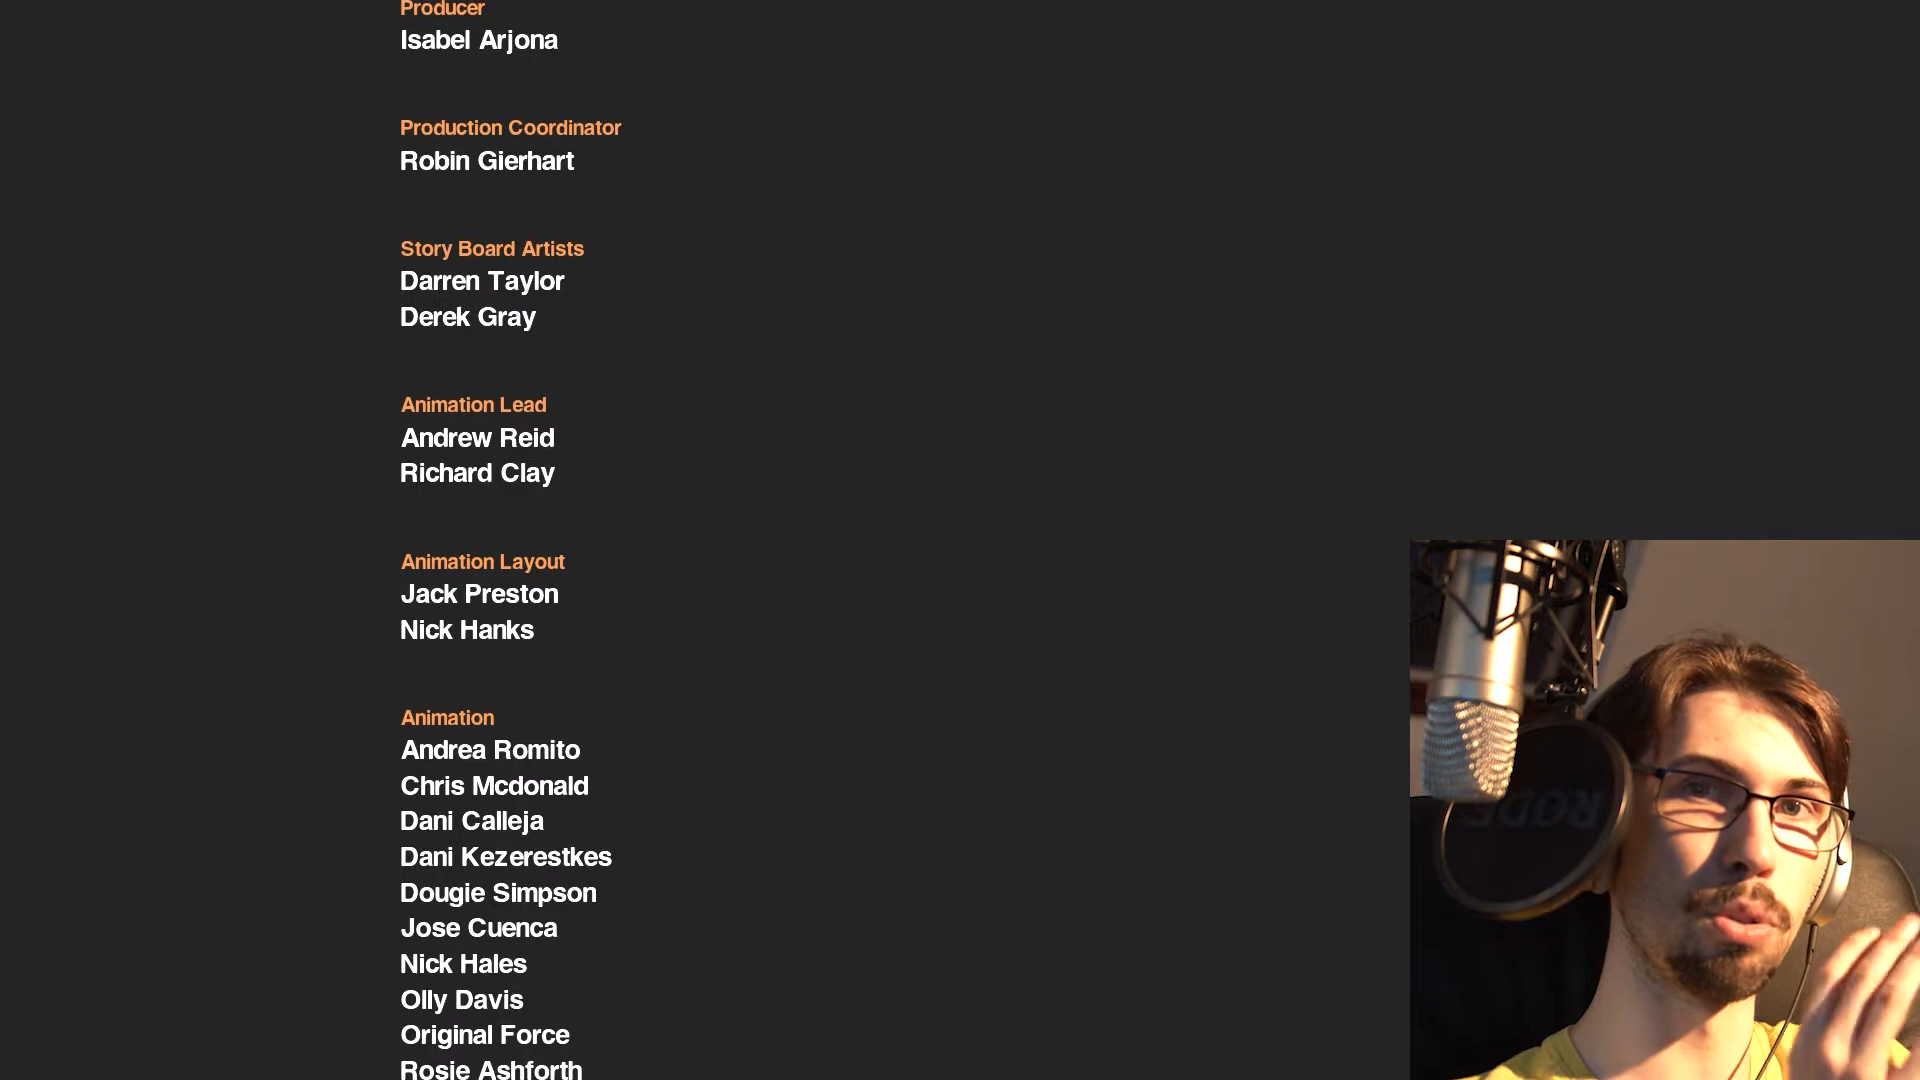 Producer
Isabel Arjona
Production Coordinator
Robin Gierhart
Story Board Artists
Darren Taylor
Derek Gray
Animation Lead
Andrew Reid
Richard Clay
Animation Layout
Jack Preston
Nick Hanks
Animation
Andrea Romito
Chris Mcdonald
Dani Calleja
Dani Kezerestkes
Dougie Simpson
Jose Cuenca
Nick Hales
Olly Davis
Original Force
Rosie Ashforth
RODE